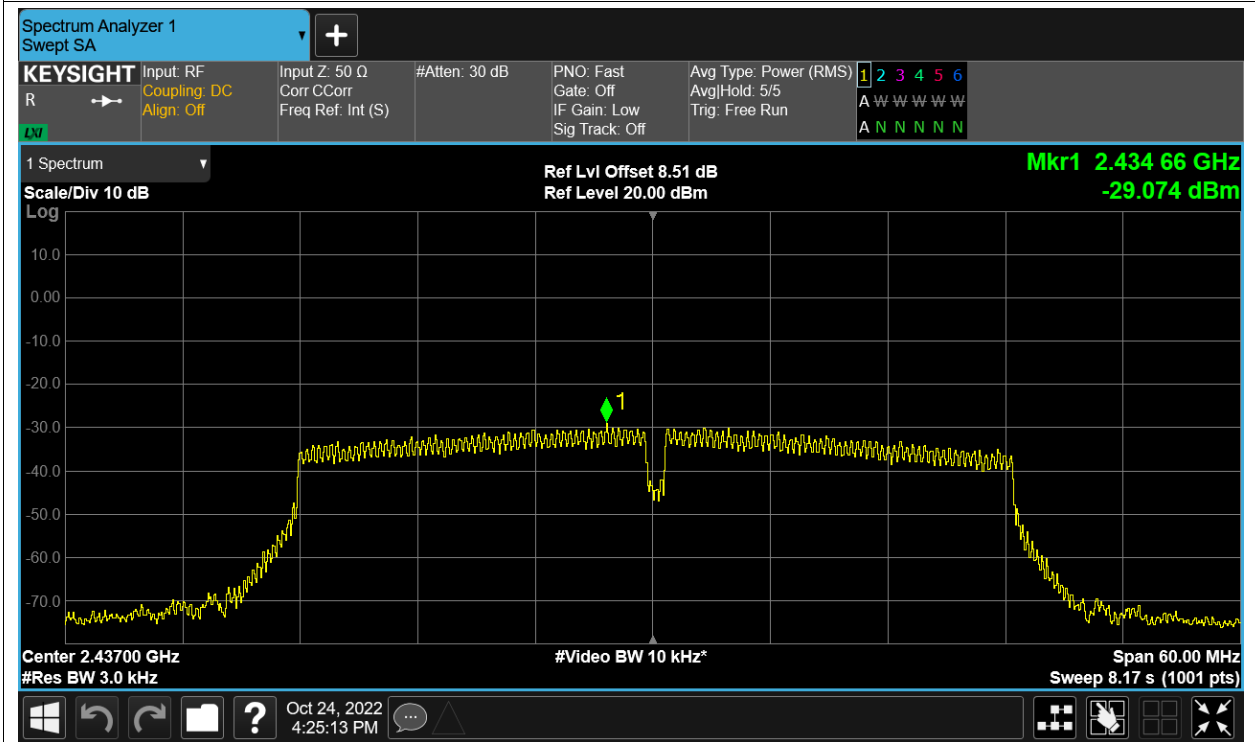 Spectrum Analyzer 1
Swept SA
+
KEYSIGHT
R
LXI
Input: RF
Coupling: DC
Align: Off
Input Z: 50 Ω
Corr CCorr
Freq Ref: Int (S)
#Atten: 30 dB
PNO: Fast
Gate: Off
IF Gain: Low
Sig Track: Off
Avg Type: Power (RMS)
Avg|Hold: 5/5
Trig: Free Run
1 2 3 4 5 6
A W W W W W
A N N N N N
1 Spectrum
Scale/Div 10 dB
Log
Ref Lvl Offset 8.51 dB
Ref Level 20.00 dBm
Mkr1 2.434 66 GHz
-29.074 dBm
10.0
0.00
-10.0
-20.0
1
-30.0
-40.0
-50.0
-60.0
-70.0
Center 2.43700 GHz
#Res BW 3.0 kHz
#Video BW 10 kHz*
Span 60.00 MHz
Sweep 8.17 s (1001 pts)
?
Oct 24, 2022
4:25:13 PM